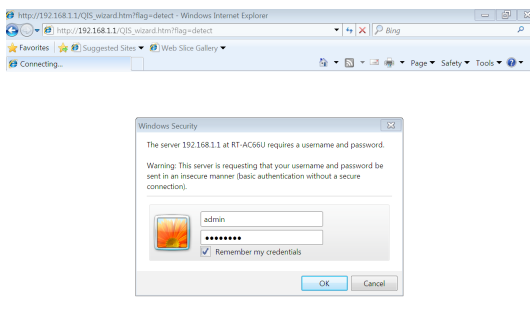 http://192.168.1.1/QIS_wizard.htm?flag=detect - Windows Internet Explorer
http://192.168.1.1/QIS_wizard.htm?flag=detect
Bing
Favorites Suggested Sites Web Slice Gallery
Connecting...
Page Safety Tools
Windows Security
The server 192.168.1.1 at RT-AC66U requires a username and password.
Warning: This server is requesting that your username and password be
sent in an insecure manner (basic authentication without a secure
connection).
admin
••••••••
Remember my credentials
OK Cancel